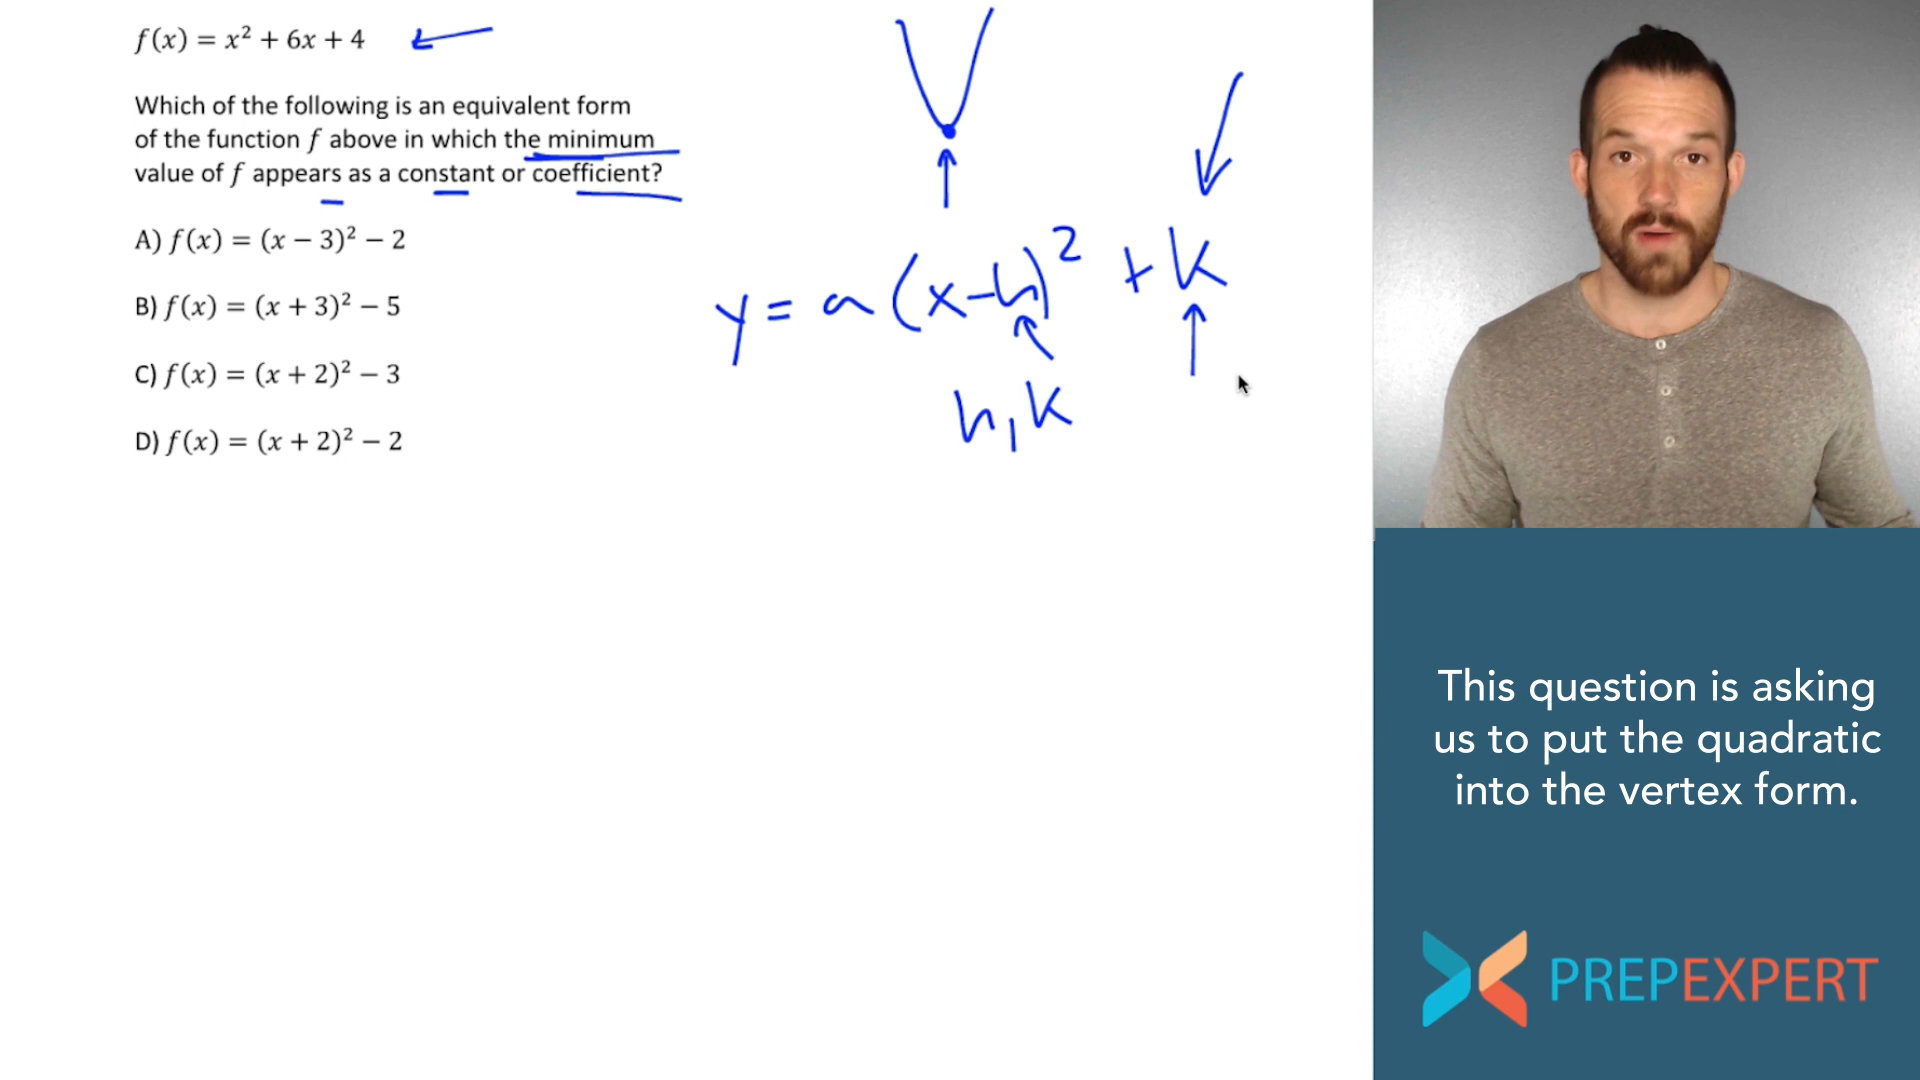 f(x) = x² + 6x + 4
Which of the following is an equivalent form
of the function f above in which the minimum
value of f appears as a constant or coefficient?
A) f(x) = (x − 3)² − 2
B) f(x) = (x + 3)² − 5
C) f(x) = (x + 2)² − 3
D) f(x) = (x + 2)² − 2
y = a(x-h)² + k
h,k
This question is asking
us to put the quadratic
into the vertex form.
PREPEXPERT